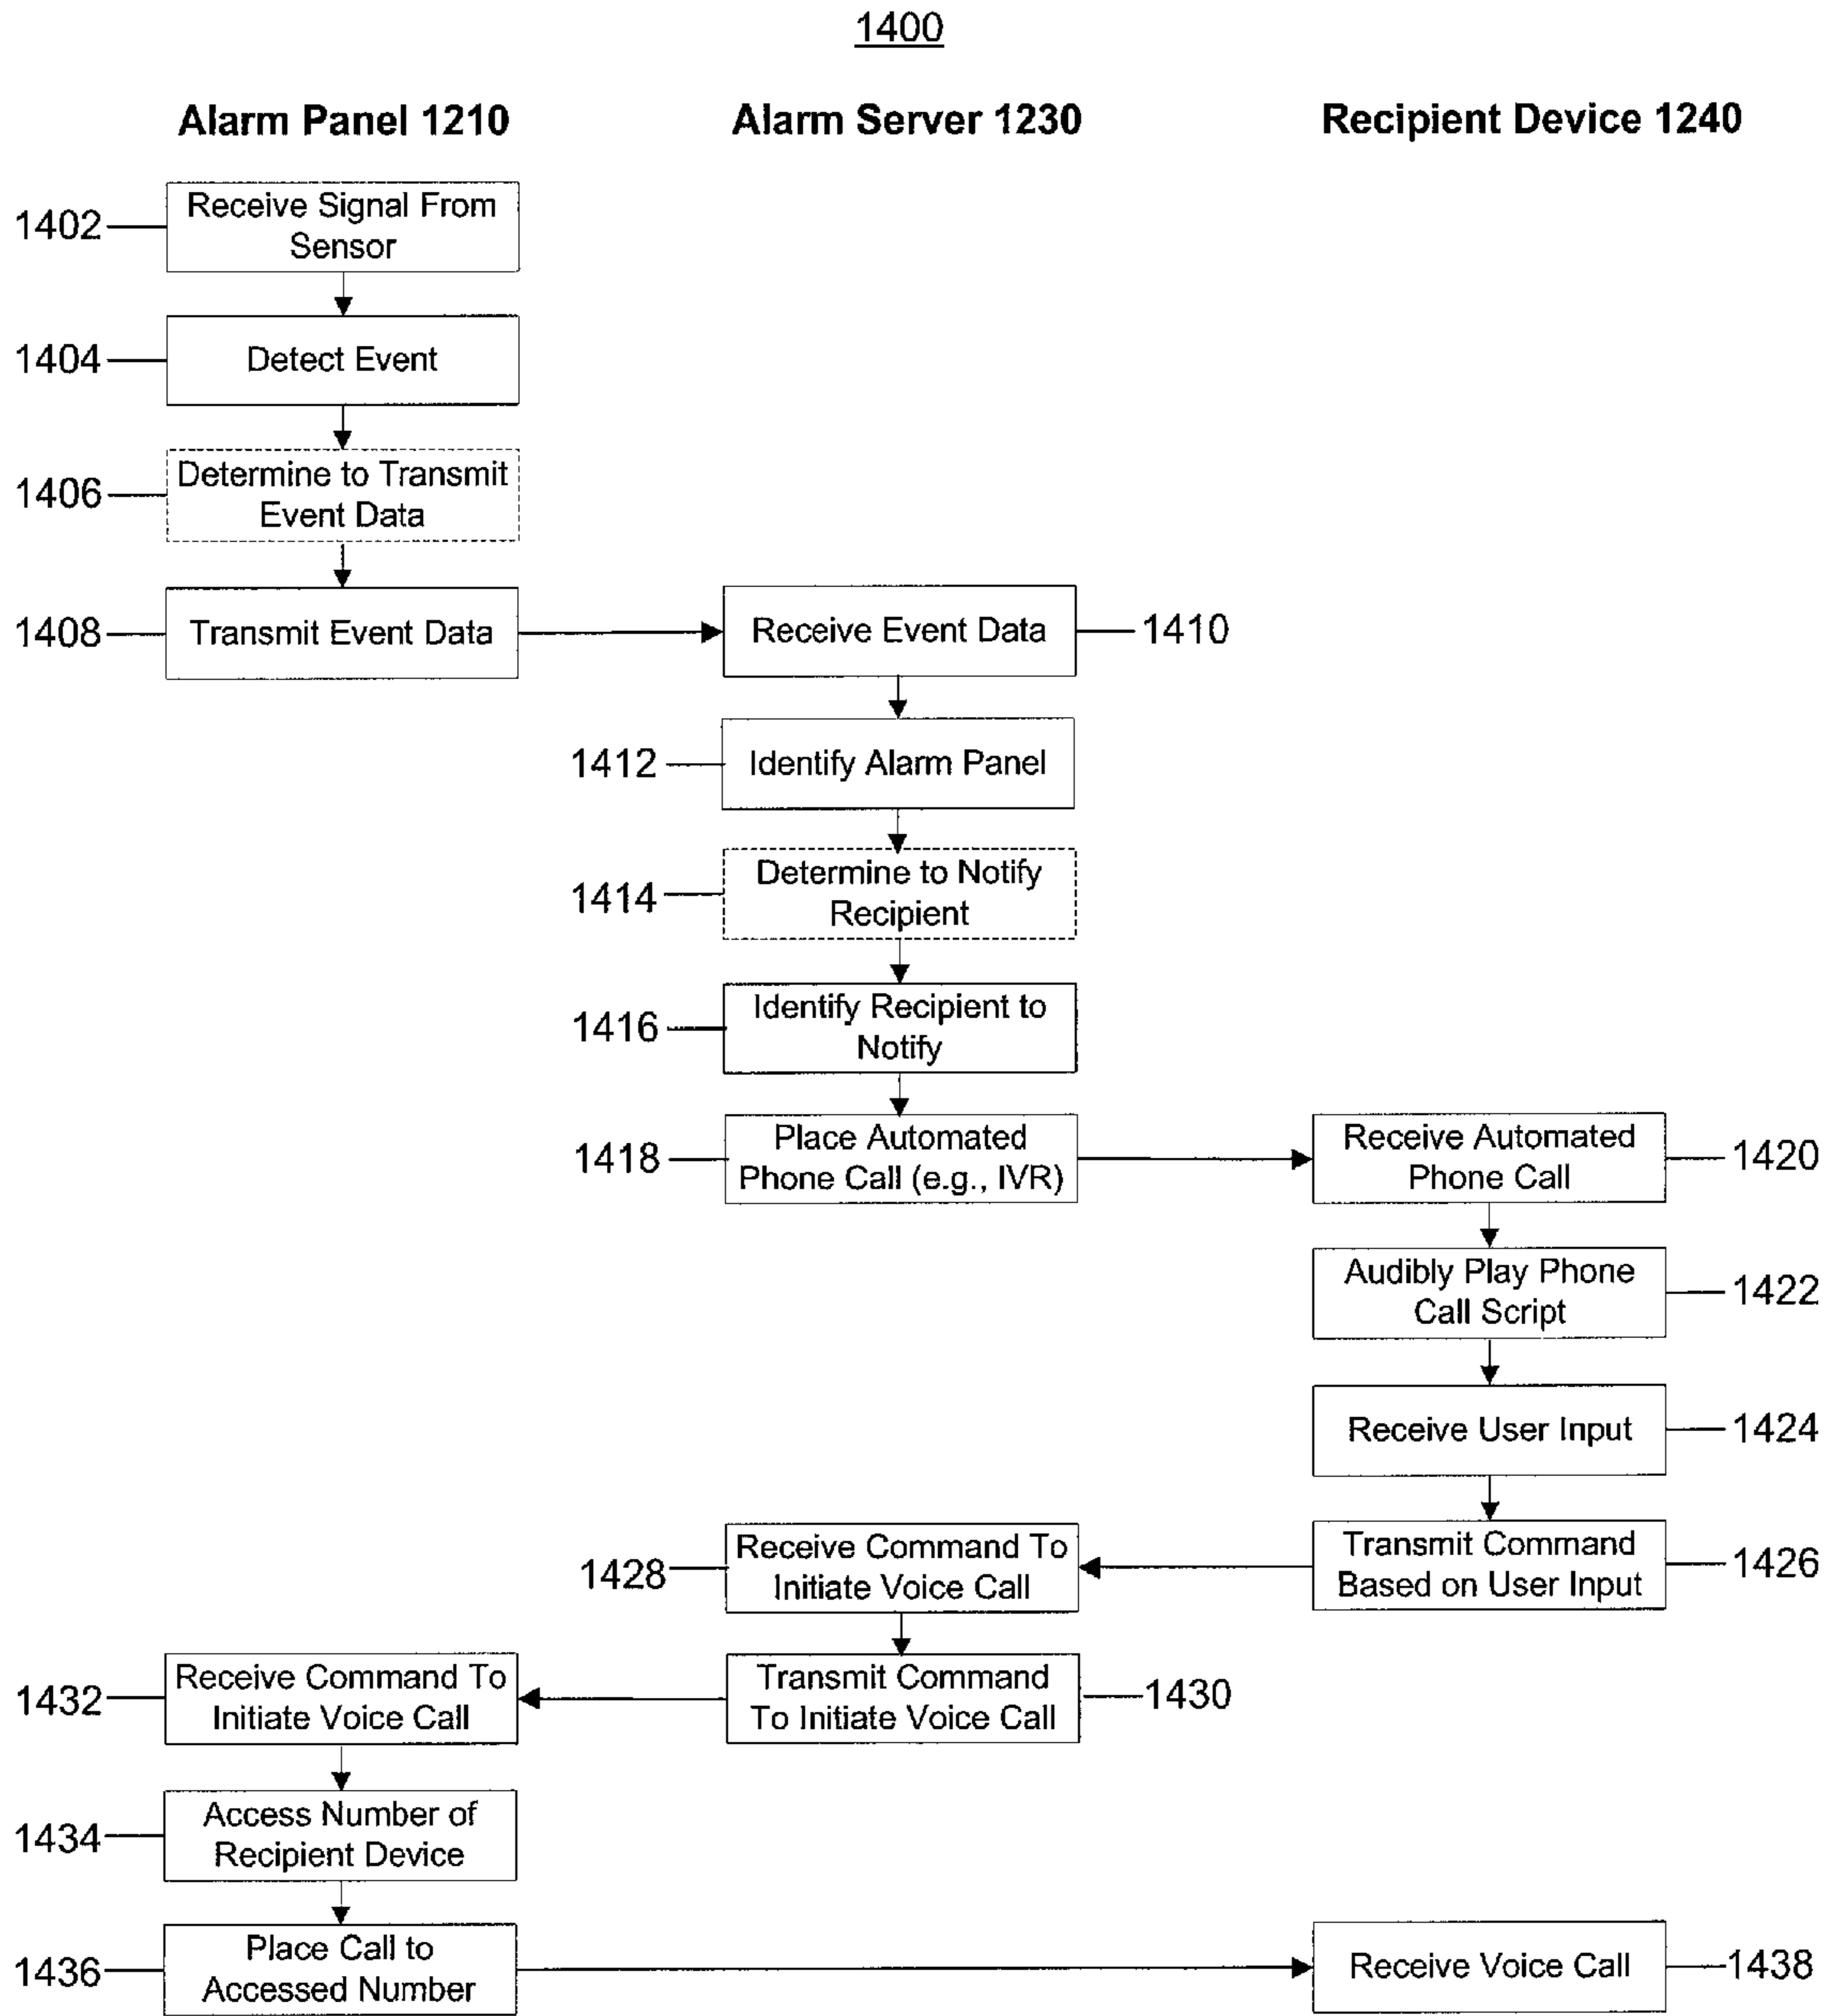 1400
Alarm Panel 1210
Alarm Server 1230
Recipient Device 1240
1402
Receive Signal From
Sensor
1404
Detect Event
1406
Determine to Transmit
Event Data
1408
Transmit Event Data
Receive Event Data
1410
1412
Identify Alarm Panel
1414
Determine to Notify
Recipient
1416
Identify Recipient to
Notify
1418
Place Automated
Phone Call (e.g., IVR)
Receive Automated
Phone Call
1420
Audibly Play Phone
Call Script
1422
Receive User Input
1424
Transmit Command
Based on User Input
1426
1428
Receive Command To
Initiate Voice Call
Transmit Command
To Initiate Voice Call
1430
1432
Receive Command To
Initiate Voice Call
1434
Access Number of
Recipient Device
1436
Place Call to
Accessed Number
Receive Voice Call
1438